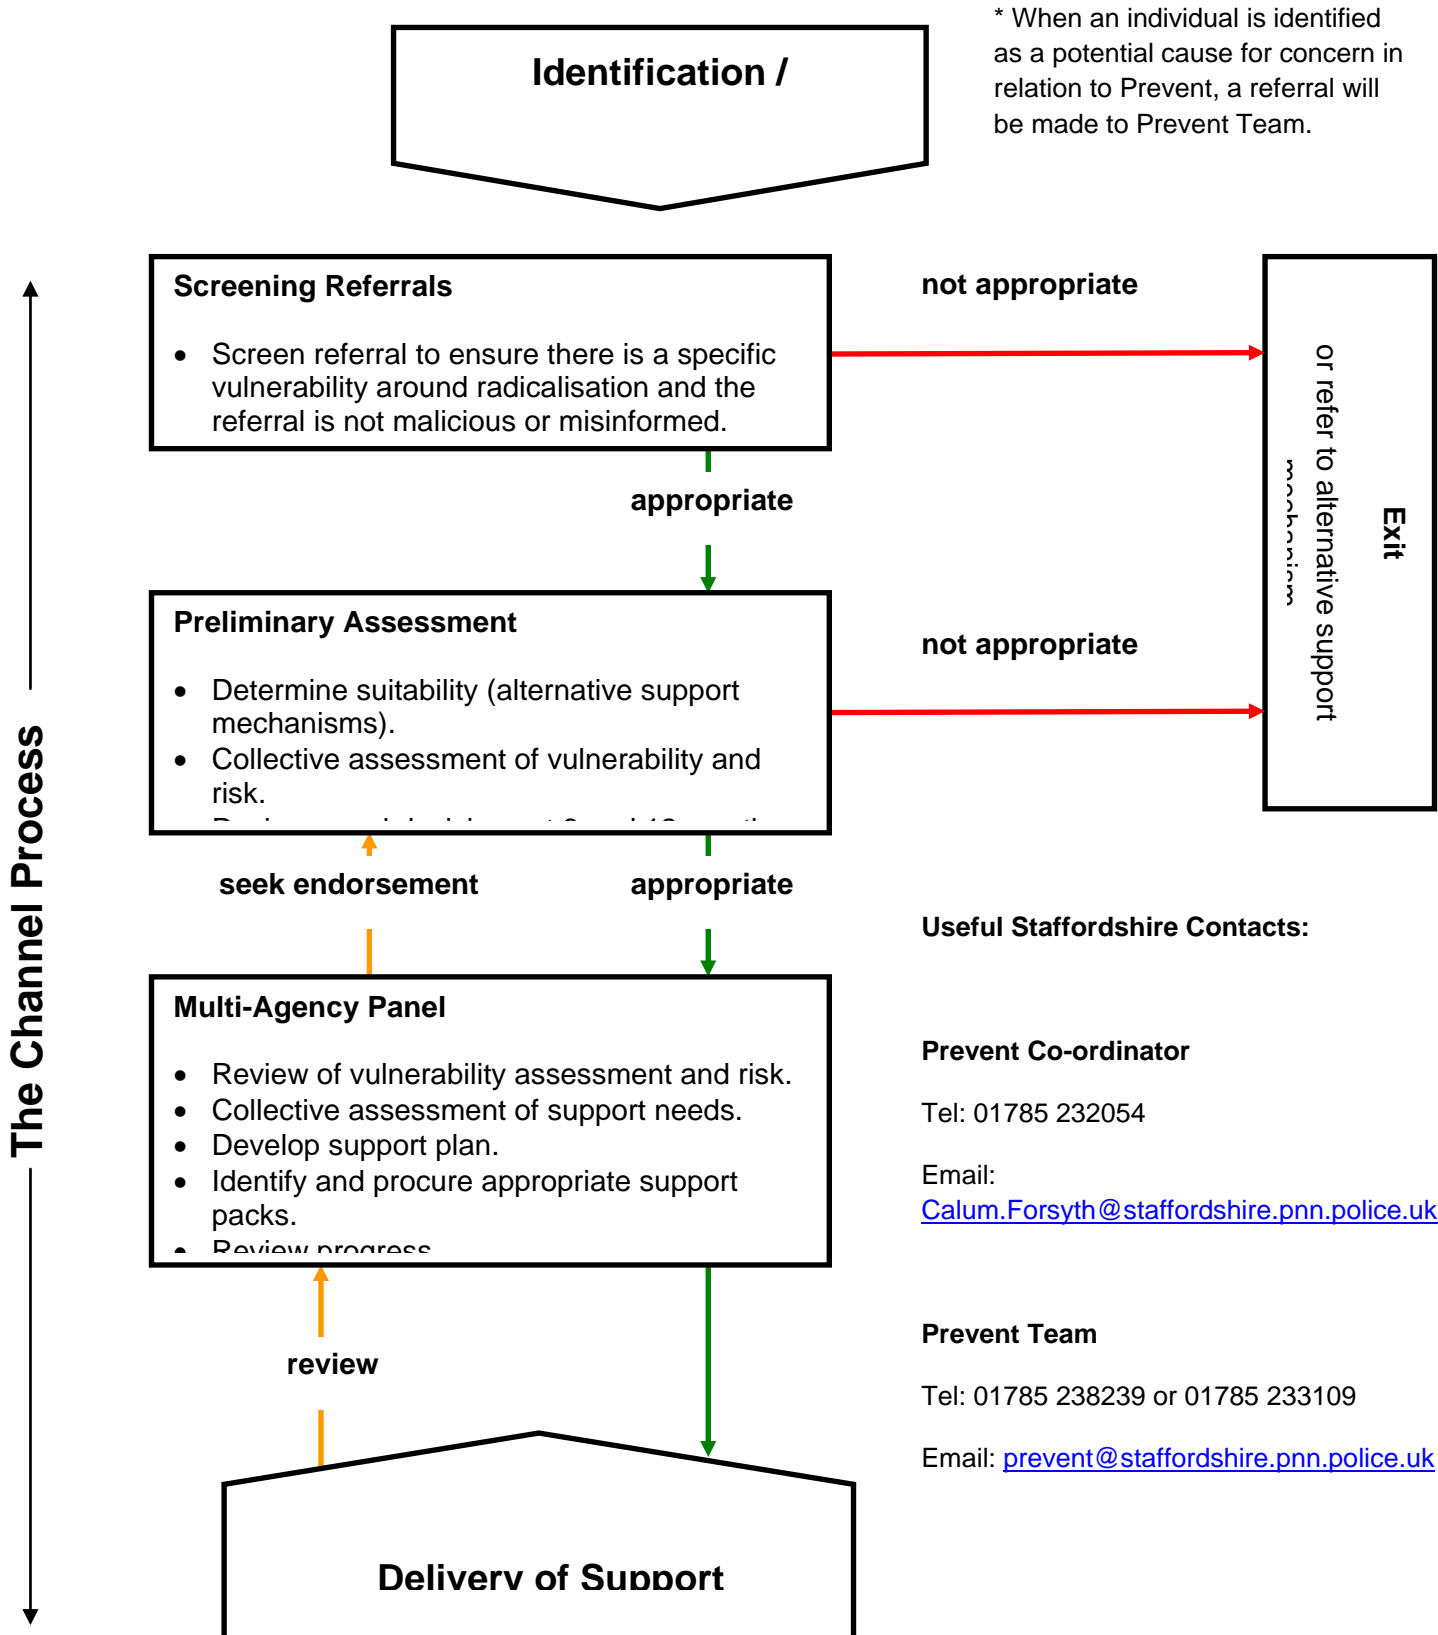 * When an individual is identified
as a potential cause for concern in
relation to Prevent, a referral will
be made to Prevent Team.
Identification /
The Channel Process
Screening Referrals
• Screen referral to ensure there is a specific
vulnerability around radicalisation and the
referral is not malicious or misinformed.
not appropriate
Exit
or refer to alternative support
mechanism
appropriate
Preliminary Assessment
• Determine suitability (alternative support
mechanisms).
• Collective assessment of vulnerability and
risk.
not appropriate
seek endorsement
appropriate
Multi-Agency Panel
• Review of vulnerability assessment and risk.
• Collective assessment of support needs.
• Develop support plan.
• Identify and procure appropriate support
packs.
• Review progress
review
Delivery of Support
Useful Staffordshire Contacts:
Prevent Co-ordinator
Tel: 01785 232054
Email:
Calum.Forsyth@staffordshire.pnn.police.uk
Prevent Team
Tel: 01785 238239 or 01785 233109
Email: prevent@staffordshire.pnn.police.uk